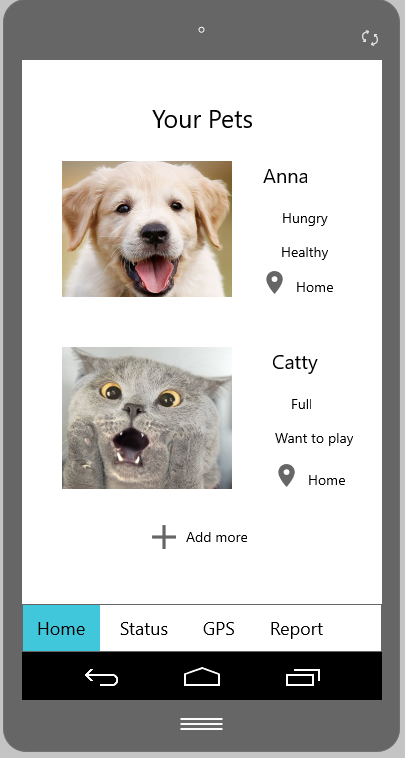 Your Pets
Anna
Hungry
Healthy
Home
Catty
Full
Want to play
Home
Add more
Home Status GPS Report